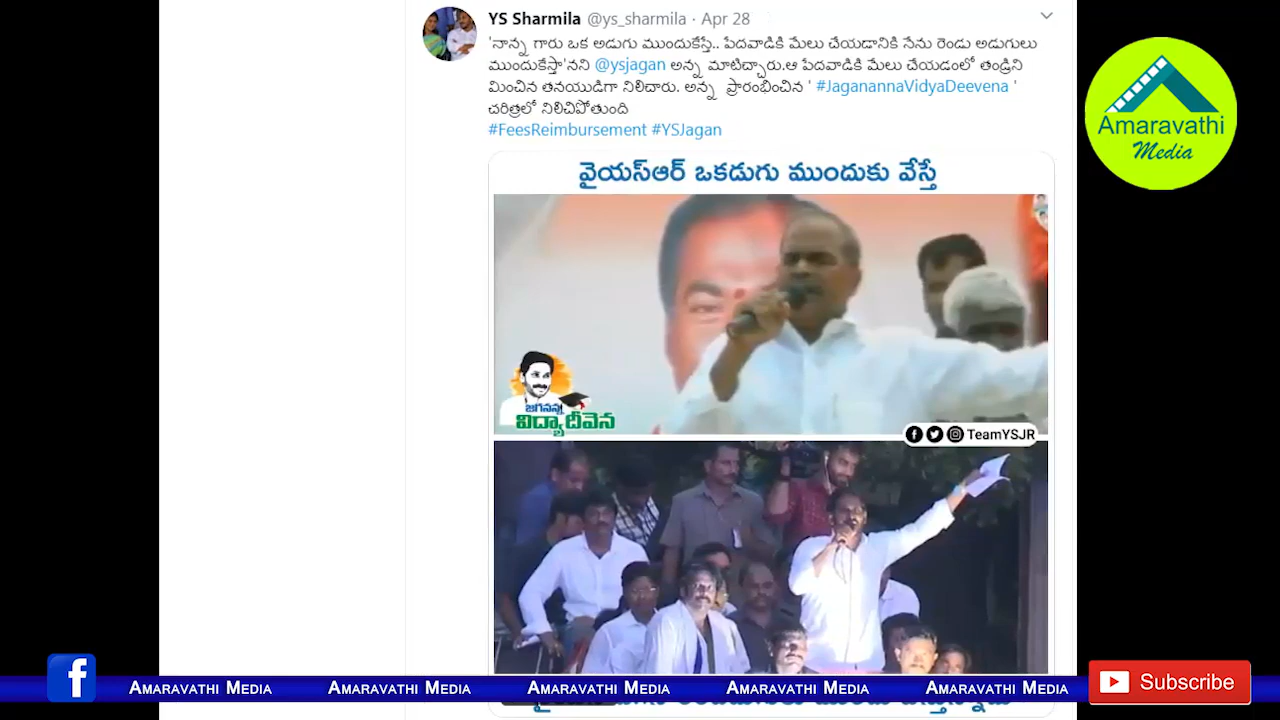 YS Sharmila @ys_sharmila · Apr 28
'నాన్న గారు ఒక అడుగు ముందుకేస్తే.. పేదవాడికి మేలు చేయడానికి నేను రెండు అడుగులు
ముందుకేస్తా'నని @ysjagan అన్న మాటిచ్చారు.ఆ పేదవాడికి మేలు చేయడంలో తండ్రిని
మించిన తనయుడిగా నిలిచారు. అన్న ప్రారంభించిన ' #JaganannaVidyaDeevena '
చరిత్రలో నిలిచిపోతుంది
#FeesReimbursement #YSJagan
Amaravathi
Media
వైయస్ఆర్ ఒకడుగు ముందుకు వేస్తే
జగనన్న
విద్యా దీవెన
TeamYSJR
AMARAVATHI MEDIA AMARAVATHI MEDIA AMARAVATHI MEDIA AMARAVATHI MEDIA AMARAVATHI MEDIA
Subscribe